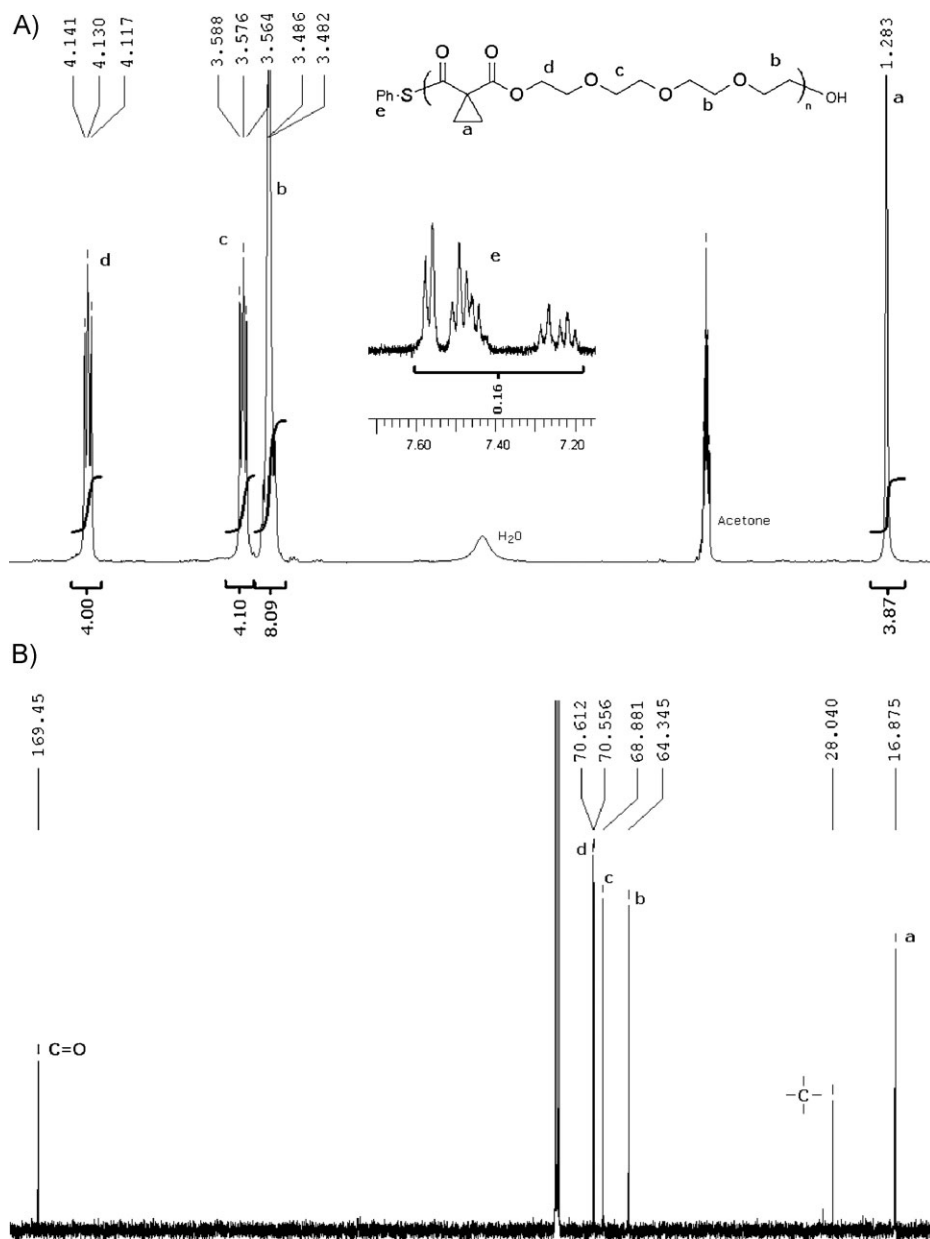 A)
4.141
4.130
4.117
3.588
3.576
3.564
3.486
3.482
1.283
O O
d O c O O b
Ph S O b n OH
e a
a
b
c
d
e
0.16
7.60 7.40 7.20
H2O
Acetone
4.00
4.10
8.09
3.87
B)
169.45
70.612
70.556
68.881
64.345
28.040
16.875
d
c
b
a
C=O
C